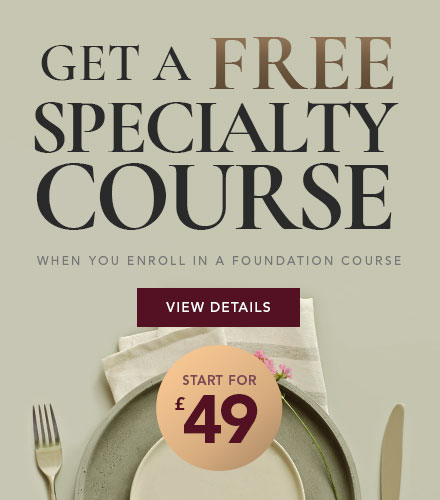 GET A FREE
SPECIALTY
COURSE
WHEN YOU ENROLL IN A FOUNDATION COURSE
VIEW DETAILS
START FOR
£49